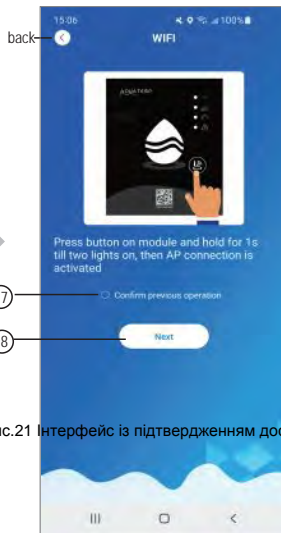 15:06 100%
back
WIFI
Press button on module and hold for 1s
till two lights on, then AP connection is
activated
7 Confirm previous operation
8 Next
ис.21 Інтерфейс із підтвердженням дос